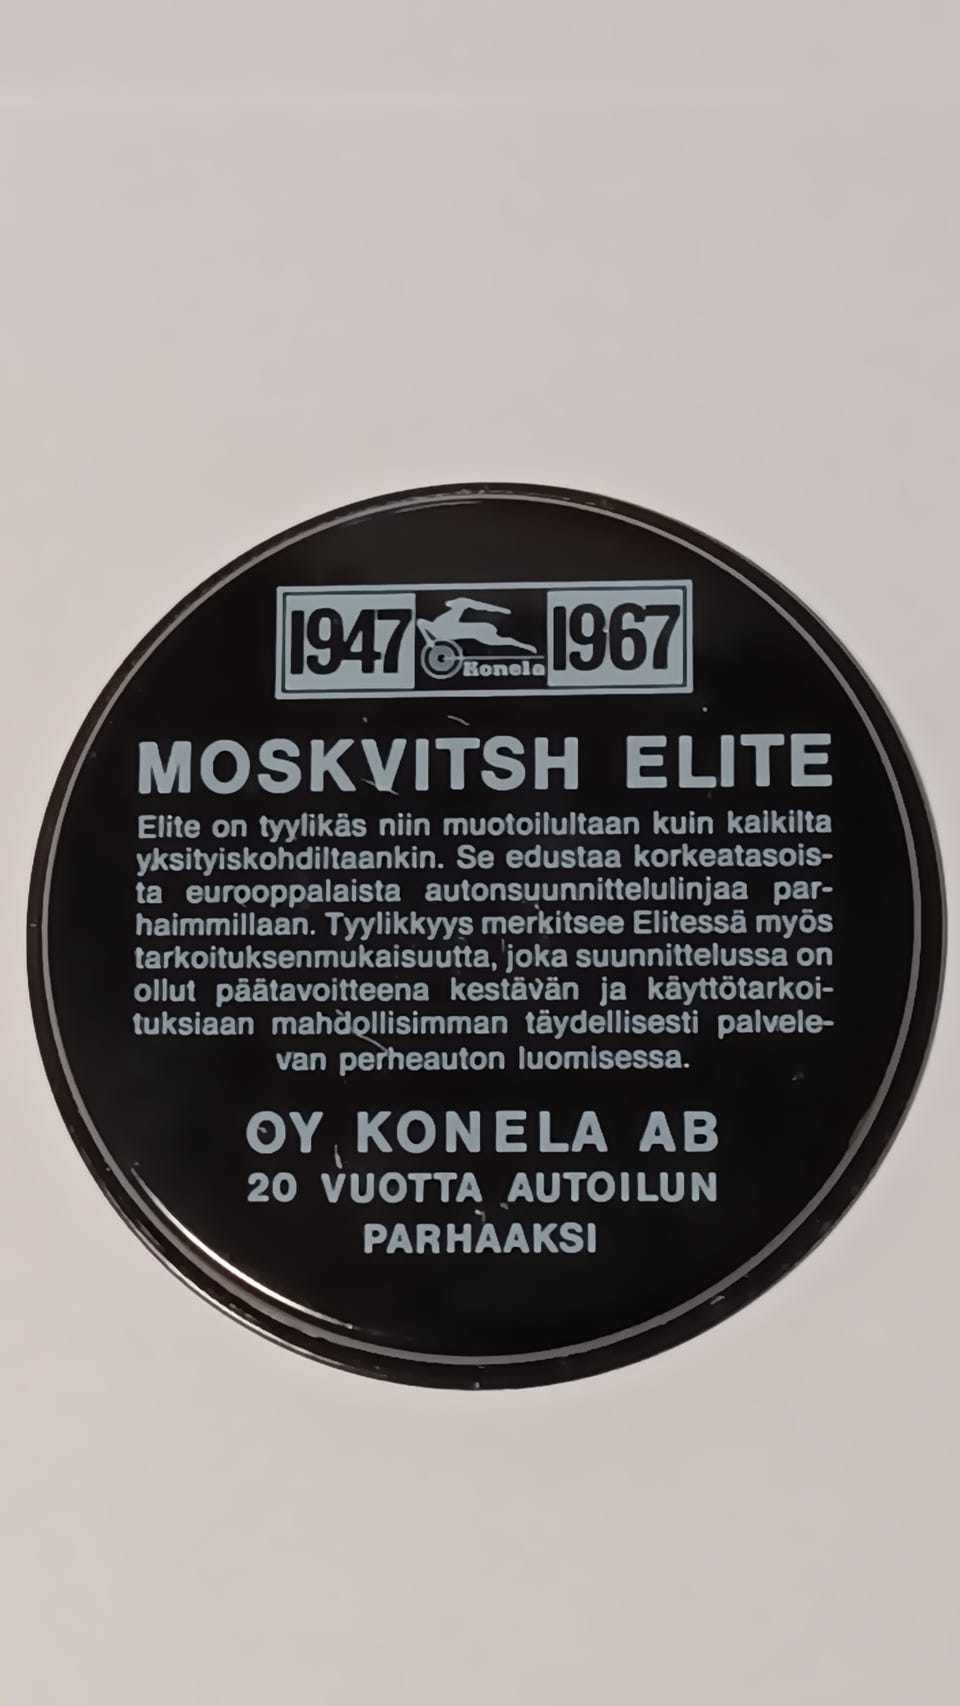 1947 Konela 1967
MOSKVITSH ELITE
Elite on tyylikäs niin muotoilultaan kuin kaikilta
yksityiskohdiltaankin. Se edustaa korkeatasois-
ta eurooppalaista autonsuunnittelulinjaa par-
haimmillaan. Tyylikkyys merkitsee Elitessä myös
tarkoituksenmukaisuutta, joka suunnittelussa on
ollut päätavoitteena kestävän ja käyttötarkoi-
tuksiaan mahdollisimman täydellisesti palvele-
van perheauton luomisessa.
OY KONELA AB
20 VUOTTA AUTOILUN
PARHAAKSI